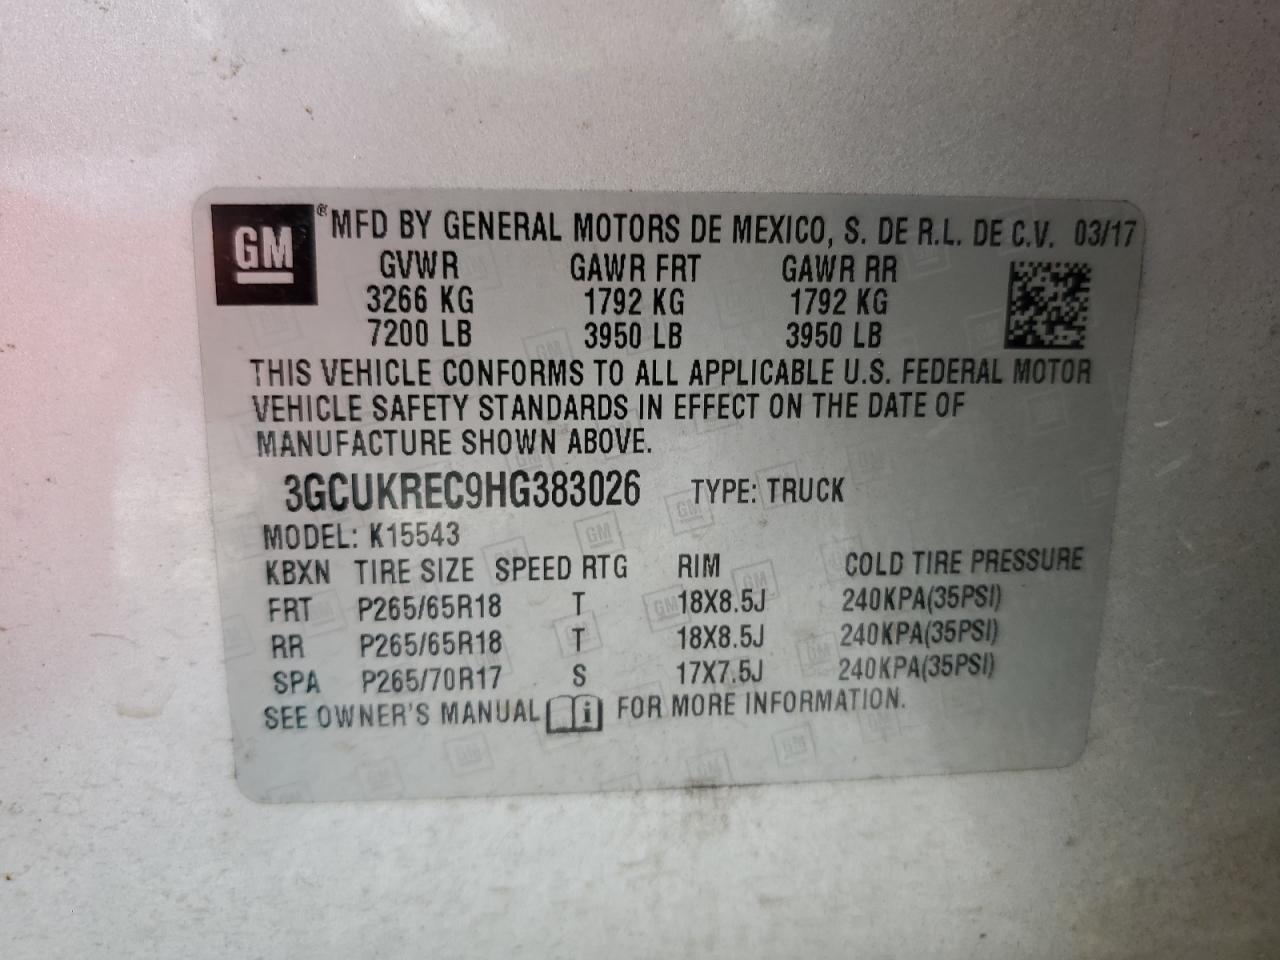 GM ® MFD BY GENERAL MOTORS DE MEXICO, S. DE R.L. DE C.V. 03/17
GVWR GAWR FRT GAWR RR
3266 KG 1792 KG 1792 KG
7200 LB 3950 LB 3950 LB
THIS VEHICLE CONFORMS TO ALL APPLICABLE U.S. FEDERAL MOTOR
VEHICLE SAFETY STANDARDS IN EFFECT ON THE DATE OF
MANUFACTURE SHOWN ABOVE.
3GCUKREC9HG383026 TYPE: TRUCK
MODEL: K15543
KBXN TIRE SIZE SPEED RTG RIM COLD TIRE PRESSURE
FRT P265/65R18 T 18X8.5J 240KPA(35PSI)
RR P265/65R18 T 18X8.5J 240KPA(35PSI)
SPA P265/70R17 S 17X7.5J 240KPA(35PSI)
SEE OWNER'S MANUAL i FOR MORE INFORMATION.